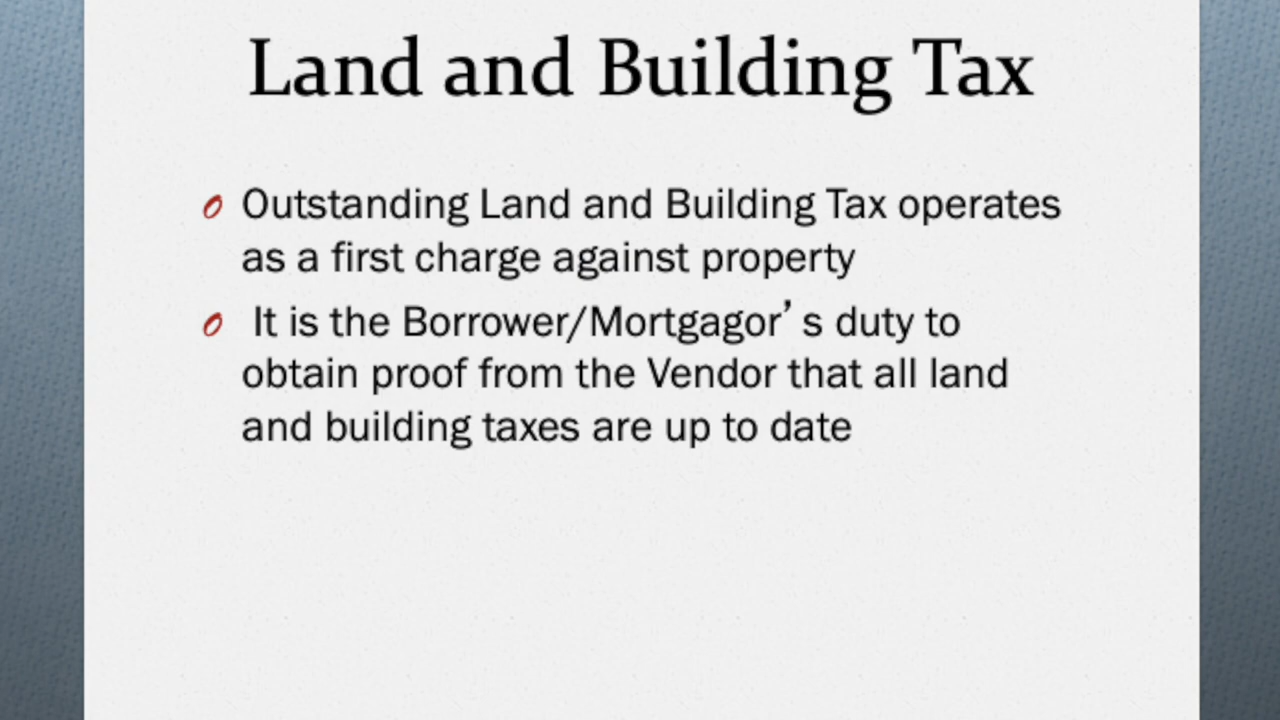 Land and Building Tax
Outstanding Land and Building Tax operates
as a first charge against property
It is the Borrower/Mortgagor’ s duty to
obtain proof from the Vendor that all land
and building taxes are up to date